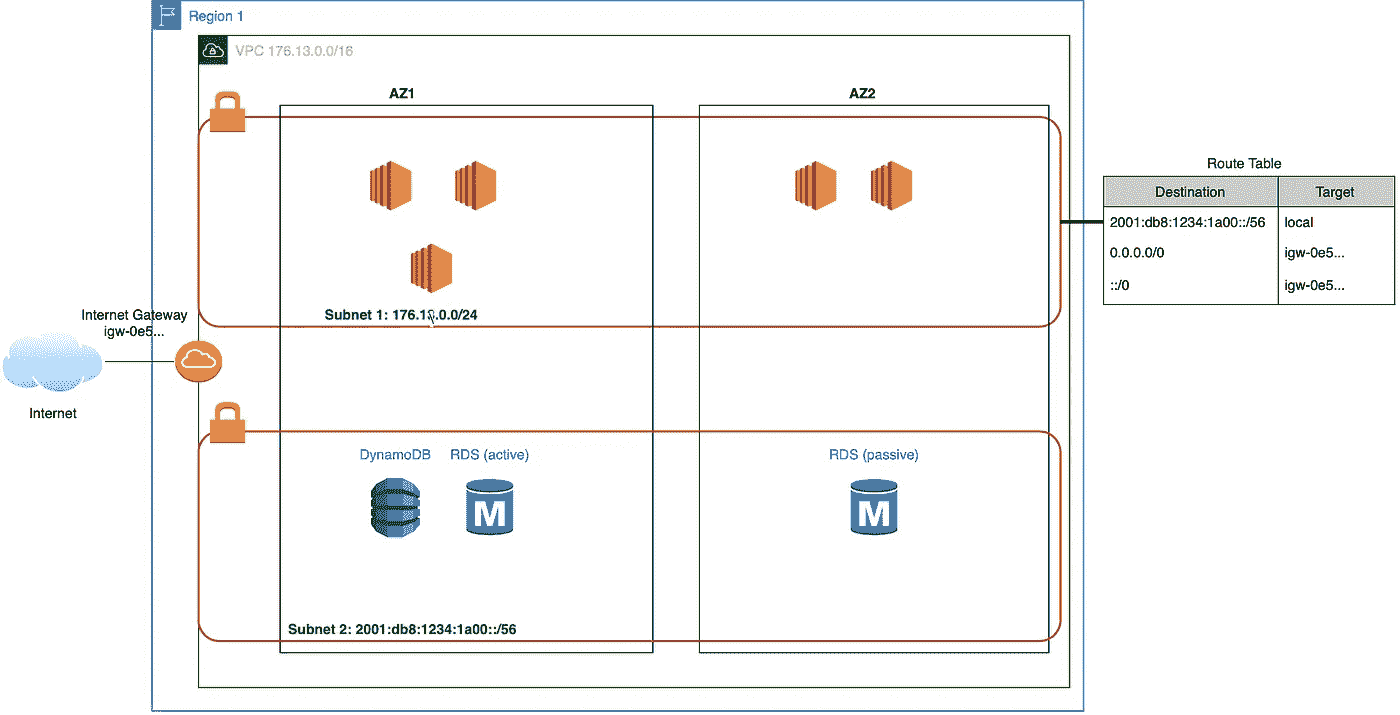 Region 1
VPC 176.13.0.0/16
AZ1
AZ2
Route Table
Destination Target
2001:db8:1234:1a00::/56 local
0.0.0.0/0 igw-0e5...
::/0 igw-0e5...
Subnet 1: 176.13.0.0/24
Internet Gateway
igw-0e5...
Internet
DynamoDB RDS (active)
RDS (passive)
M
M
Subnet 2: 2001:db8:1234:1a00::/56